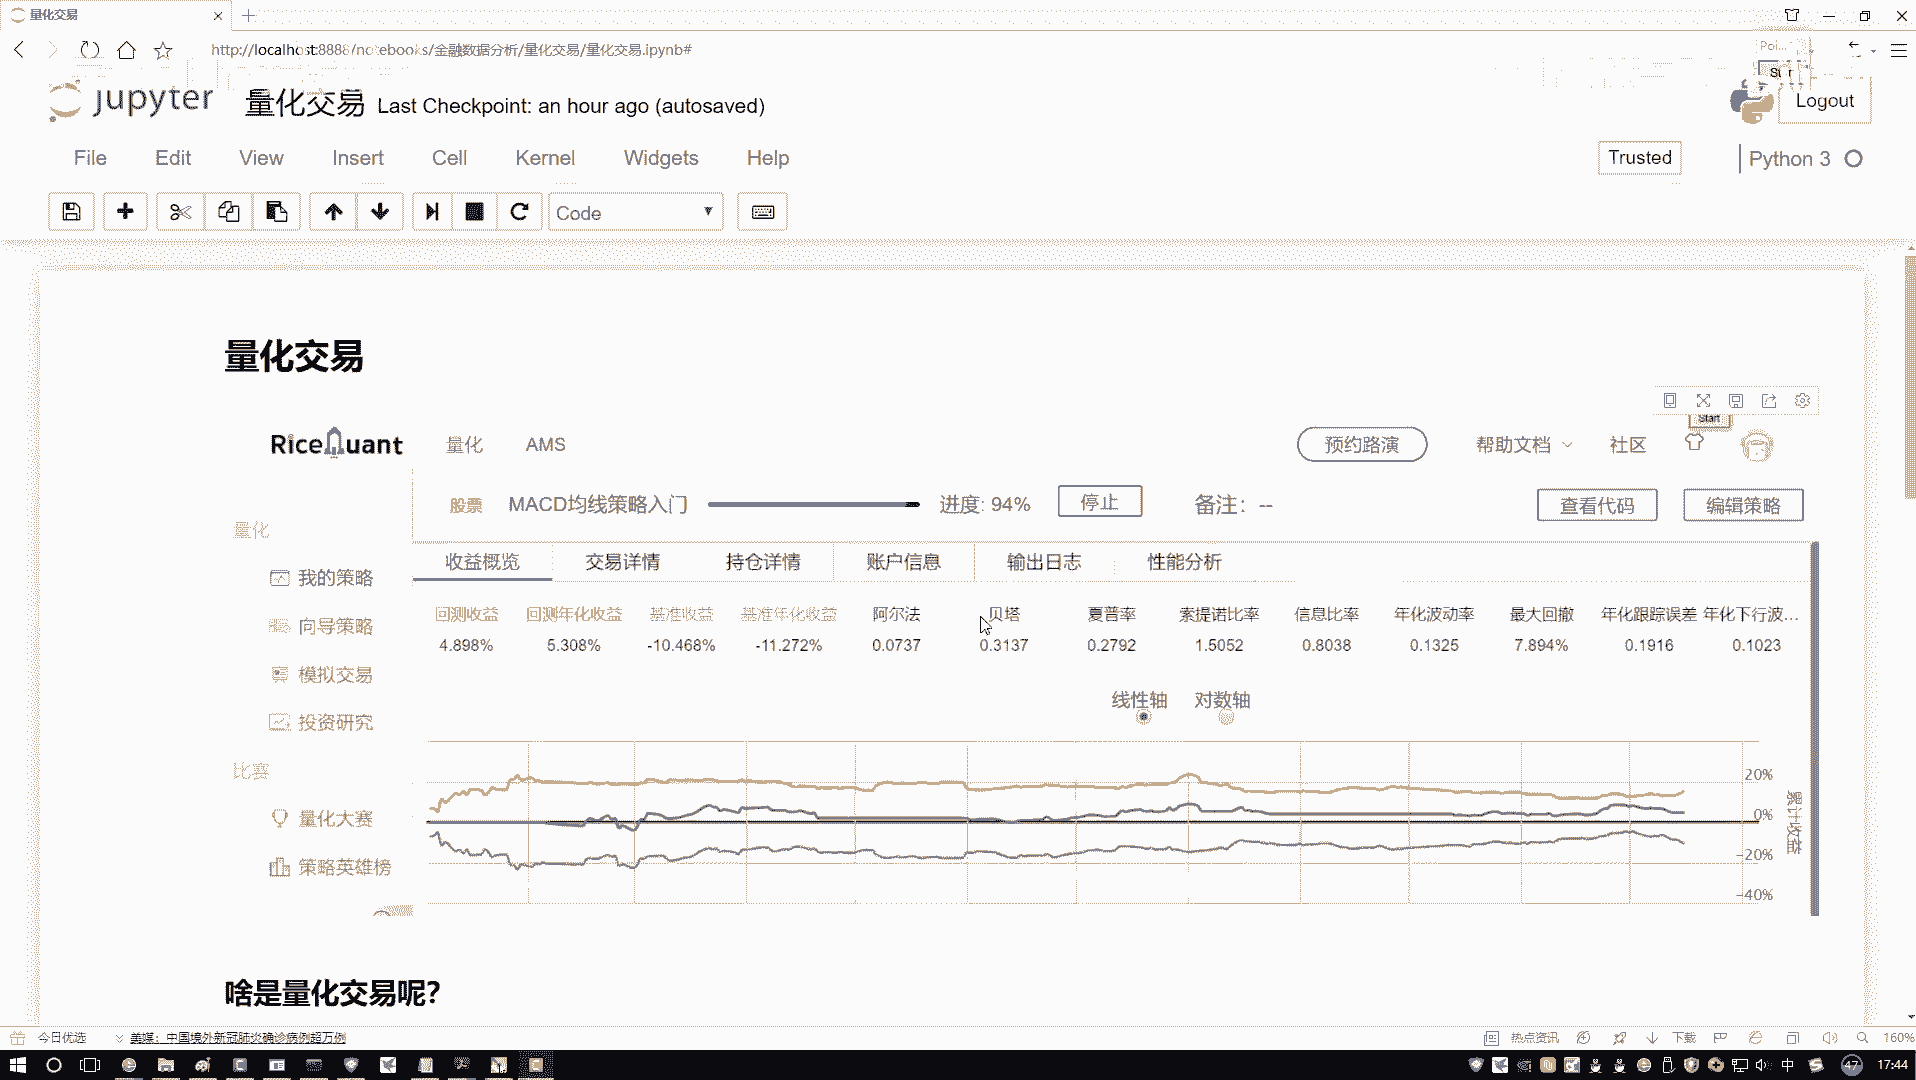 量化交易
http://localhost:8888/notebooks/金融数据分析/量化交易/量化交易.ipynb#
jupyter 量化交易 Last Checkpoint: an hour ago (autosaved)
Logout
File Edit View Insert Cell Kernel Widgets Help
Trusted Python 3
Code
量化交易
Start
RiceQuant 量化 AMS 预约路演 帮助文档 社区
股票 MACD均线策略入门 进度: 94% 停止 备注: -- 查看代码 编辑策略
量化
我的策略
向导策略
模拟交易
投资研究
比赛
量化大赛
策略英雄榜
收益概览 交易详情 持仓详情 账户信息 输出日志 性能分析
回测收益 回测年化收益 基准收益 基准年化收益 阿尔法 贝塔 夏普率 索提诺比率 信息比率 年化波动率 最大回撤 年化跟踪误差 年化下行波...
4.898% 5.308% -10.468% -11.272% 0.0737 0.3137 0.2792 1.5052 0.8038 0.1325 7.894% 0.1916 0.1023
线性轴 对数轴
20%
0%
-20%
-40%
累计收益
啥是量化交易呢?
今日优选 美媒：中国境外新冠肺炎确诊病例超万例 热点资讯 下载 160%
中 47 17:44